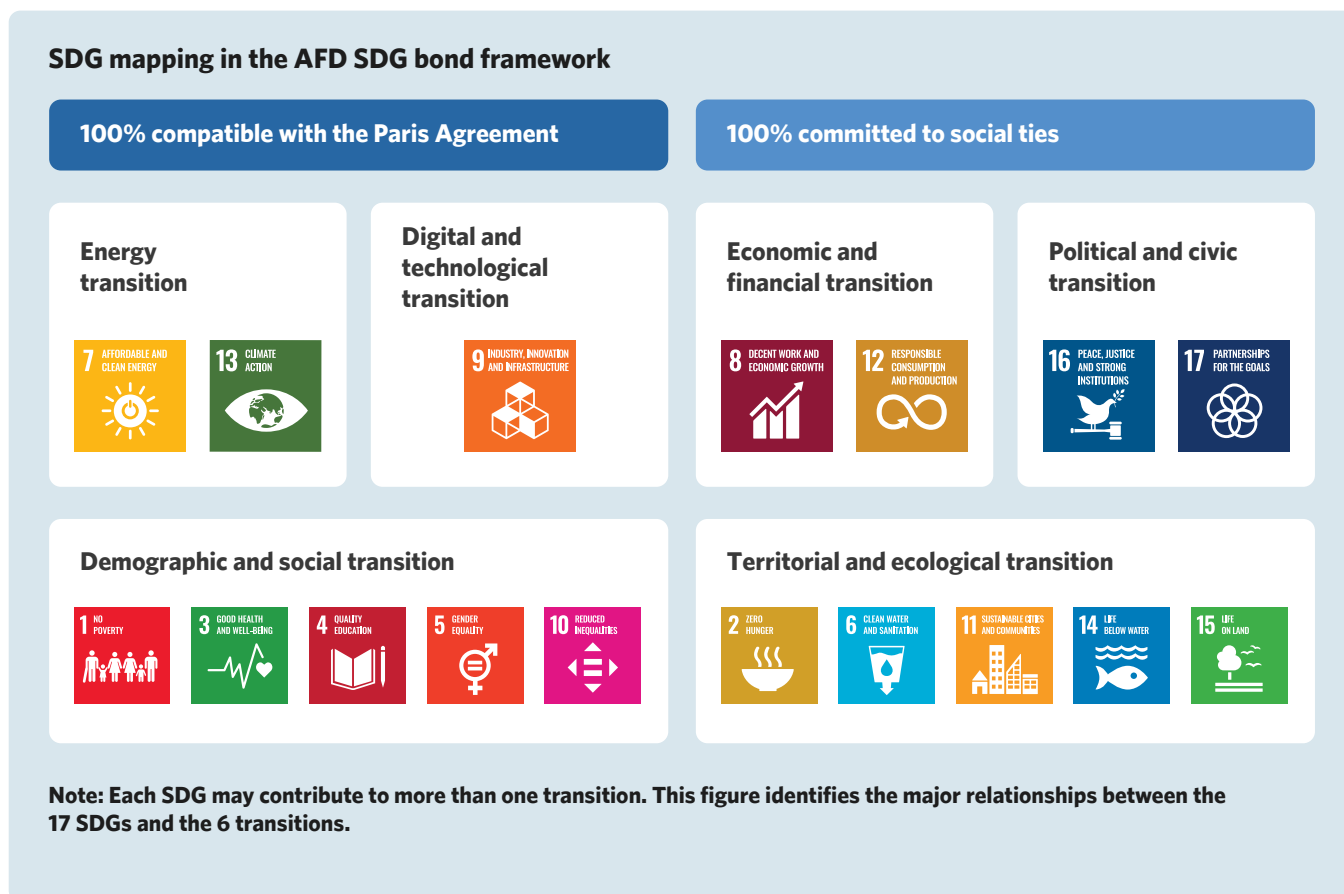 SDG mapping in the AFD SDG bond framework
100% compatible with the Paris Agreement
100% committed to social ties
Energy
transition
Digital and
technological
transition
Economic and
financial transition
Political and civic
transition
7 AFFORDABLE AND
CLEAN ENERGY
13 CLIMATE
ACTION
9 INDUSTRY, INNOVATION
AND INFRASTRUCTURE
8 DECENT WORK AND
ECONOMIC GROWTH
12 RESPONSIBLE
CONSUMPTION
AND PRODUCTION
16 PEACE, JUSTICE
AND STRONG
INSTITUTIONS
17 PARTNERSHIPS
FOR THE GOALS
Demographic and social transition
1 NO
POVERTY
3 GOOD HEALTH
AND WELL-BEING
4 QUALITY
EDUCATION
5 GENDER
EQUALITY
10 REDUCED
INEQUALITIES
Territorial and ecological transition
2 ZERO
HUNGER
6 CLEAN WATER
AND SANITATION
11 SUSTAINABLE CITIES
AND COMMUNITIES
14 LIFE
BELOW WATER
15 LIFE
ON LAND
Note: Each SDG may contribute to more than one transition. This figure identifies the major relationships between the
17 SDGs and the 6 transitions.